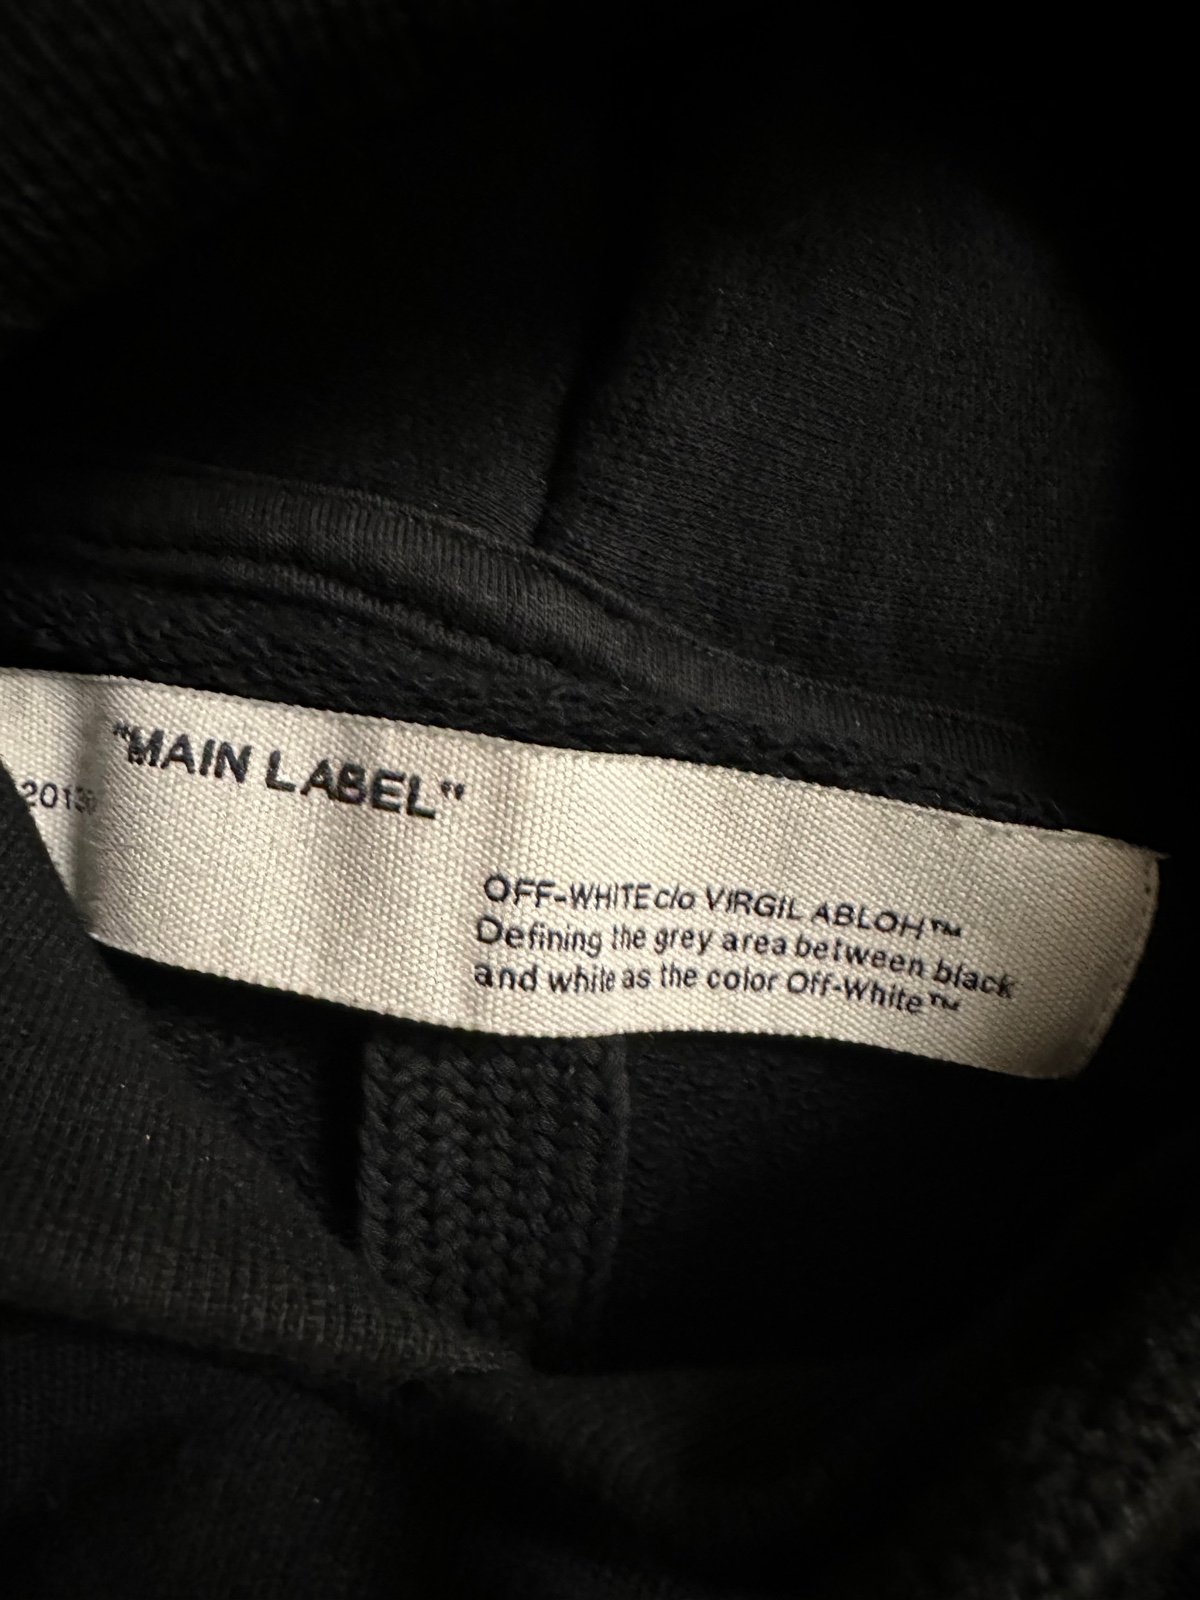 "MAIN LABEL"
OFF-WHITE c/o VIRGIL ABLOH™
Defining the grey area between black
and white as the color Off-White™